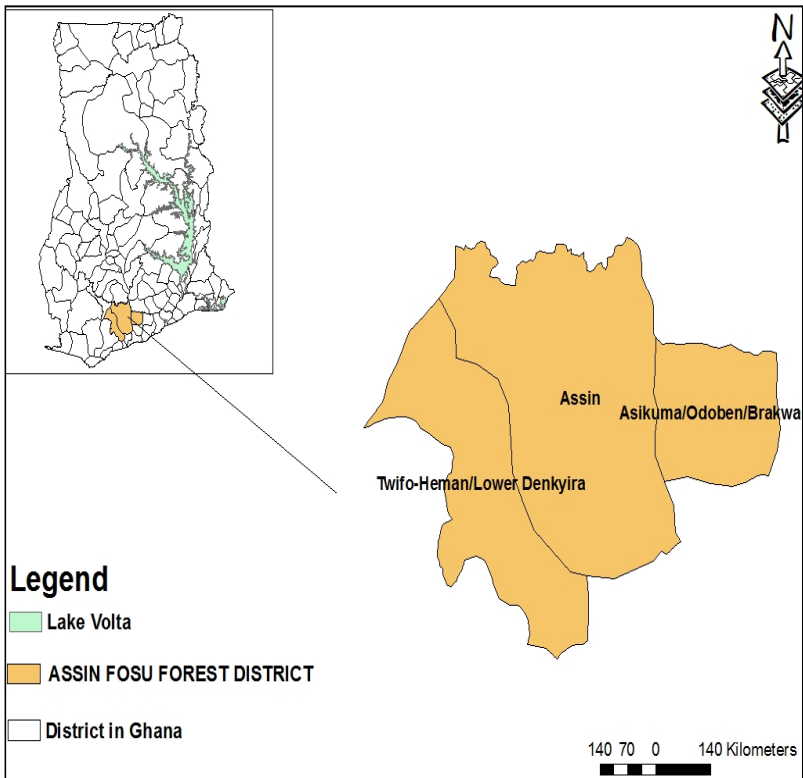 N
Assin
Asikuma/Odoben/Brakwa
Twifo-Heman/Lower Denkyira
Legend
Lake Volta
ASSIN FOSU FOREST DISTRICT
District in Ghana
140 70 0 140 Kilometers